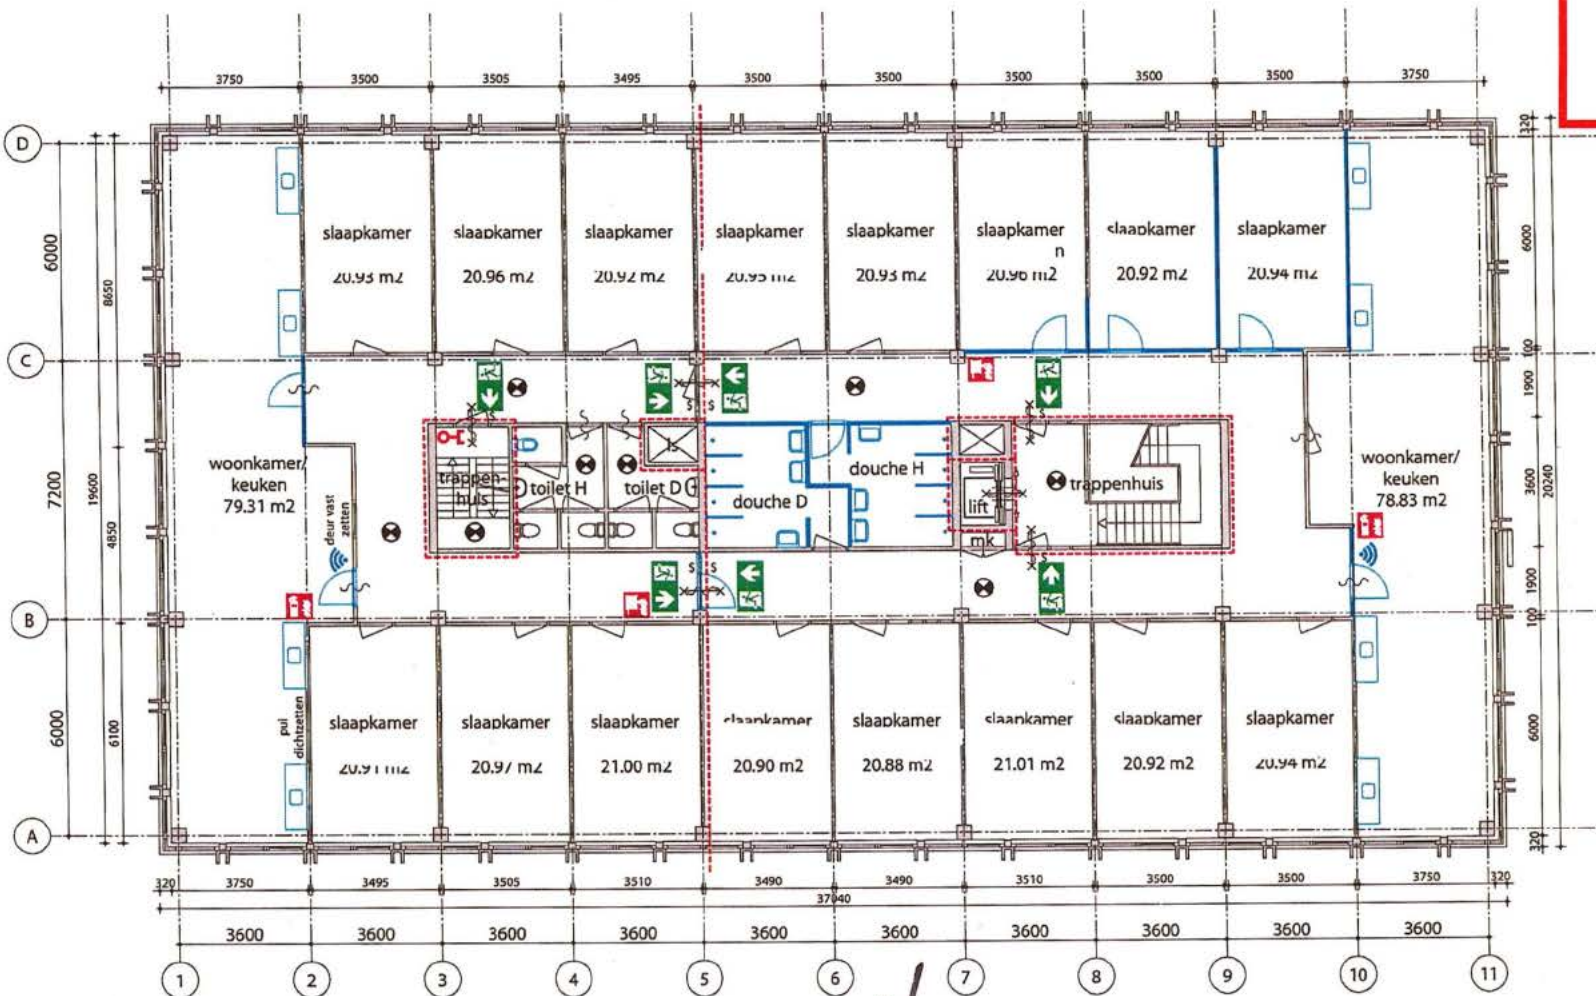 3750 3500 3505 3495 3500 3500 3500 3500 3500 3750
D
320
slaapkamer slaapkamer slaapkamer slaapkamer slaapkamer slaapkamer slaapkamer slaapkamer
n
20.93 m2 20.96 m2 20.92 m2 20.95 m2 20.93 m2 20.96 m2 20.92 m2 20.94 m2
6000 8650 6000
C
100
1900
s s s s
woonkamer/
keuken
79.31 m2
trappen-
huis
toilet H
toilet D
ls
douche D
douche H
lift
mk
trappenhuis
woonkamer/
keuken
78.83 m2
7200 19600 4850 3600 20240
deur vast
zetten
s s
1900
B
100
6000 6100 6000
pui
dichtzetten
slaapkamer slaapkamer slaapkamer slaapkamer slaapkamer slaapkamer slaapkamer slaapkamer
20.91 m2 20.97 m2 21.00 m2 20.90 m2 20.88 m2 21.01 m2 20.92 m2 20.94 m2
A
320
320 3750 3495 3505 3510 3490 3490 3510 3500 3500 3750 320
37040
3600 3600 3600 3600 3600 3600 3600 3600 3600 3600
1 2 3 4 5 6 7 8 9 10 11